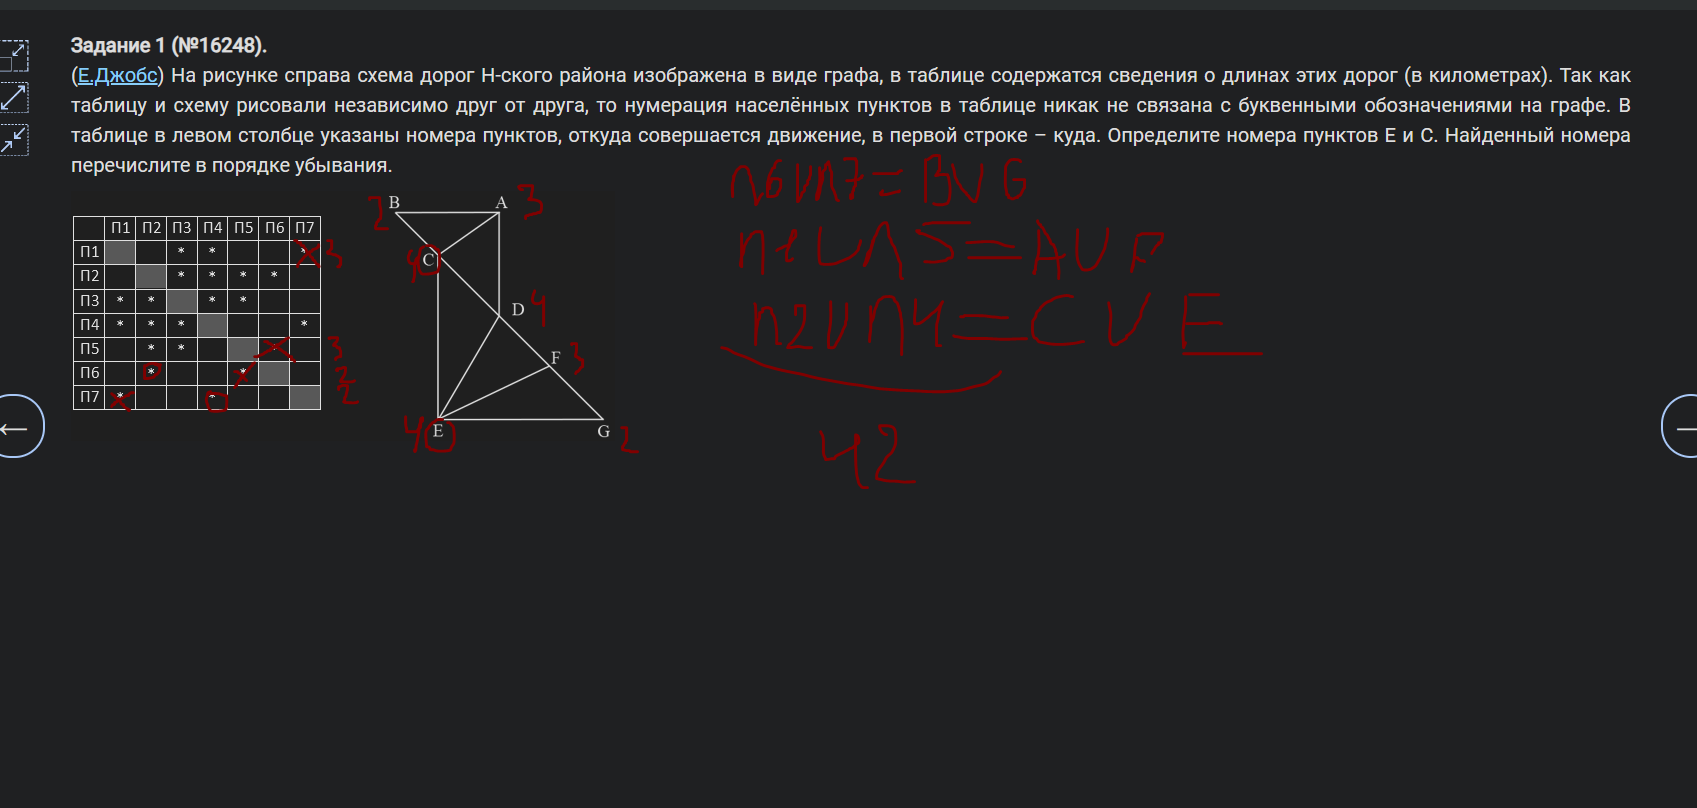 Задание 1 (№16248).
(Е.Джобс) На рисунке справа схема дорог Н-ского района изображена в виде графа, в таблице содержатся сведения о длинах этих дорог (в километрах). Так как
таблицу и схему рисовали независимо друг от друга, то нумерация населённых пунктов в таблице никак не связана с буквенными обозначениями на графе. В
таблице в левом столбце указаны номера пунктов, откуда совершается движение, в первой строке – куда. Определите номера пунктов Е и С. Найденный номера
перечислите в порядке убывания.
П1 П2 П3 П4 П5 П6 П7
П1 * * * 3
П2 * * * *
П3 * * * *
П4 * * * *
П5 * * * 3
П6 * * 2
П7 * * 2
B 2
A 3
C 4
D 4
F 3
E 4
G 2
п6 и п7 = B и G
п2 и п4 = C и E
42